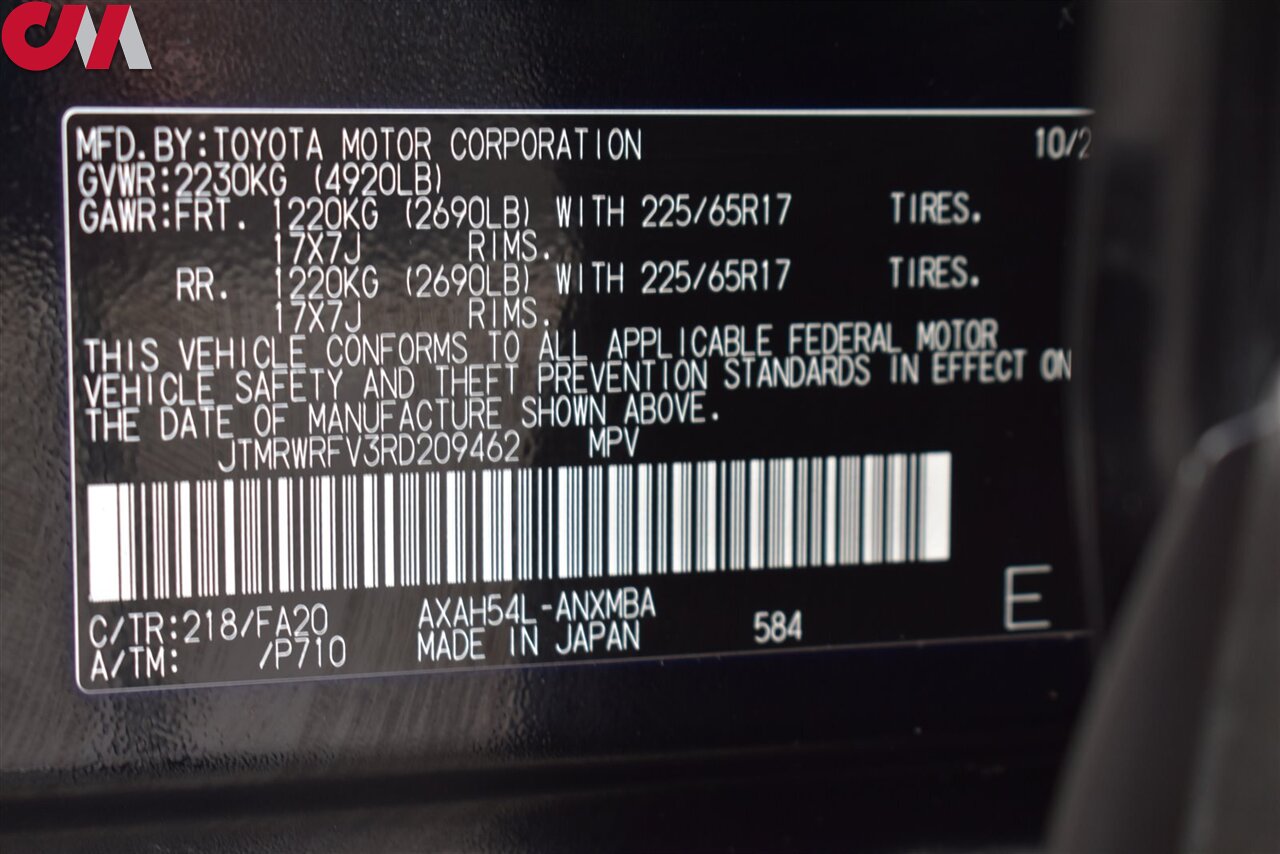 CM
MFD.BY:TOYOTA MOTOR CORPORATION 10/2
GVWR:2230KG (4920LB)
GAWR:FRT. 1220KG (2690LB) WITH 225/65R17 TIRES.
17X7J RIMS.
RR. 1220KG (2690LB) WITH 225/65R17 TIRES.
17X7J RIMS.
THIS VEHICLE CONFORMS TO ALL APPLICABLE FEDERAL MOTOR
VEHICLE SAFETY AND THEFT PREVENTION STANDARDS IN EFFECT ON
THE DATE OF MANUFACTURE SHOWN ABOVE.
JTMRWRFV3RD209462 MPV
C/TR:218/FA20 AXAH54L-ANXMBA 584 E
A/TM: /P710 MADE IN JAPAN